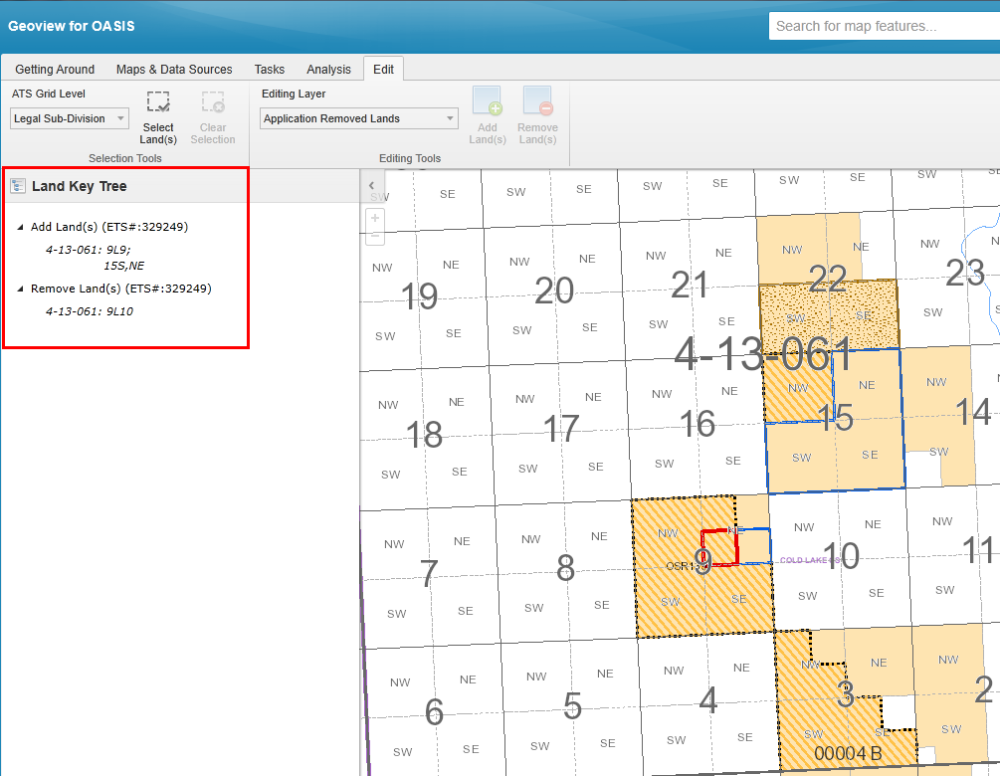 Geoview for OASIS
Search for map features...
Getting Around Maps & Data Sources Tasks Analysis Edit
ATS Grid Level
Legal Sub-Division
Select Land(s)
Clear Selection
Selection Tools
Editing Layer
Application Removed Lands
Add Land(s)
Remove Land(s)
Editing Tools
Land Key Tree
Add Land(s) (ETS#:329249)
4-13-061: 9L9;
15S,NE
Remove Land(s) (ETS#:329249)
4-13-061: 9L10
SW SE SW SE SW SE SW SE SW S
NW NE NW NE NW NE NW NE NW N
19 20 21 22 23
SW SE SW SE SW SE SW SE SW S
4-13-061
NW NE NW NE NW NE NW NE NW
18 17 16 15 14
SW SE SW SE SW SE SW SE SW
NW NE NW NE NW NE NW NE NW
7 8 9 10 11
OSR13
COLD LAKE OS
SW SE SW SE SW SE SW SE SW
NW NE NW NE NW NE NW NE NW
6 5 4 3 2
SW SE SW SE SW SE SW SE SW
00004 B